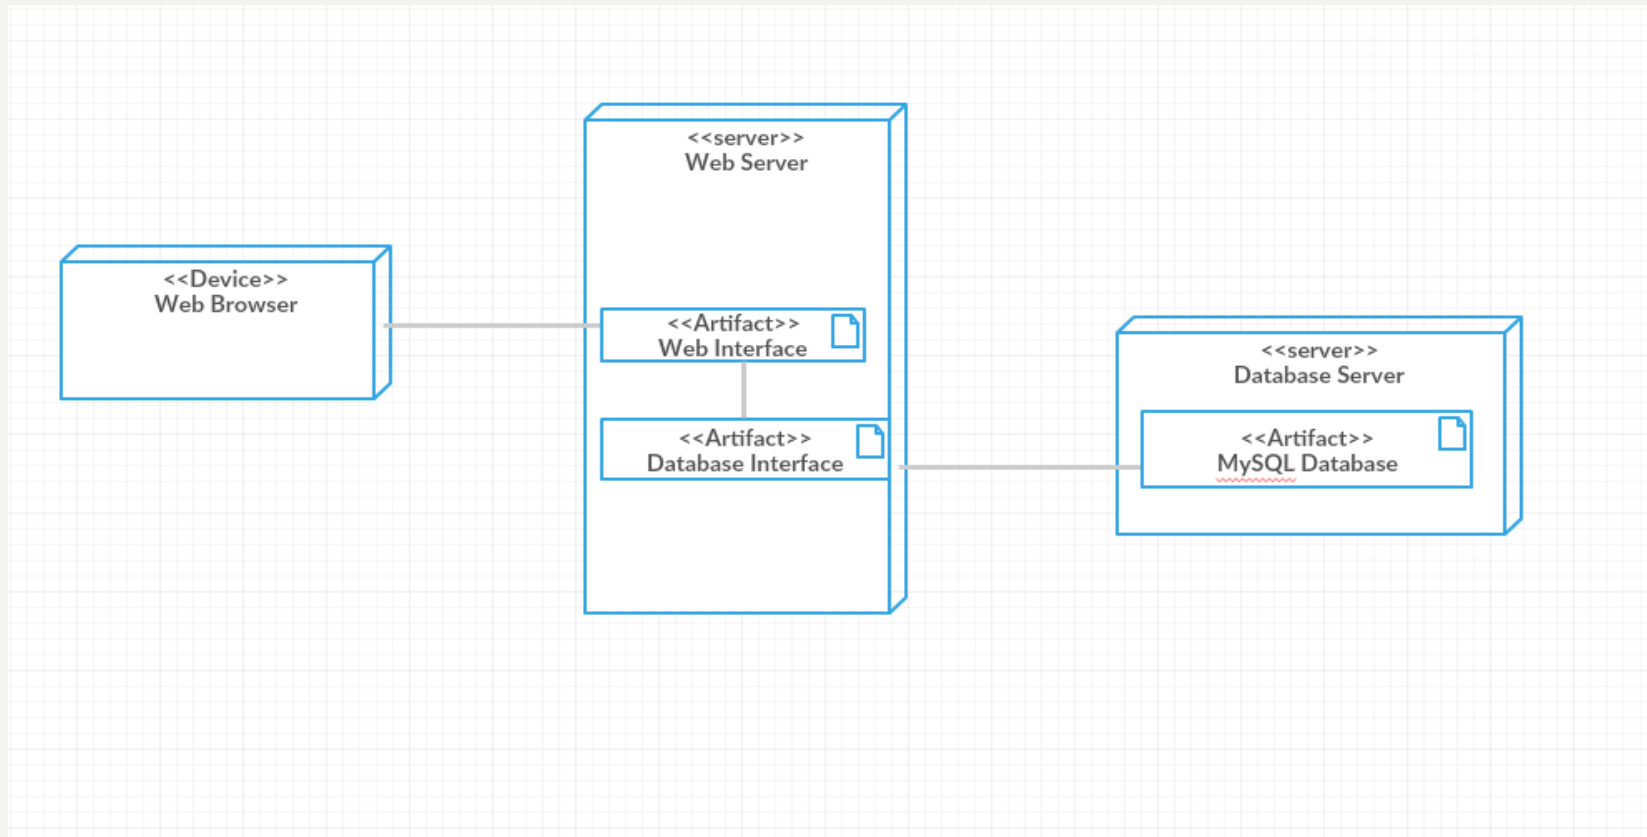 <<Device>>
Web Browser
<<server>>
Web Server
<<Artifact>>
Web Interface
<<Artifact>>
Database Interface
<<server>>
Database Server
<<Artifact>>
MySQL Database